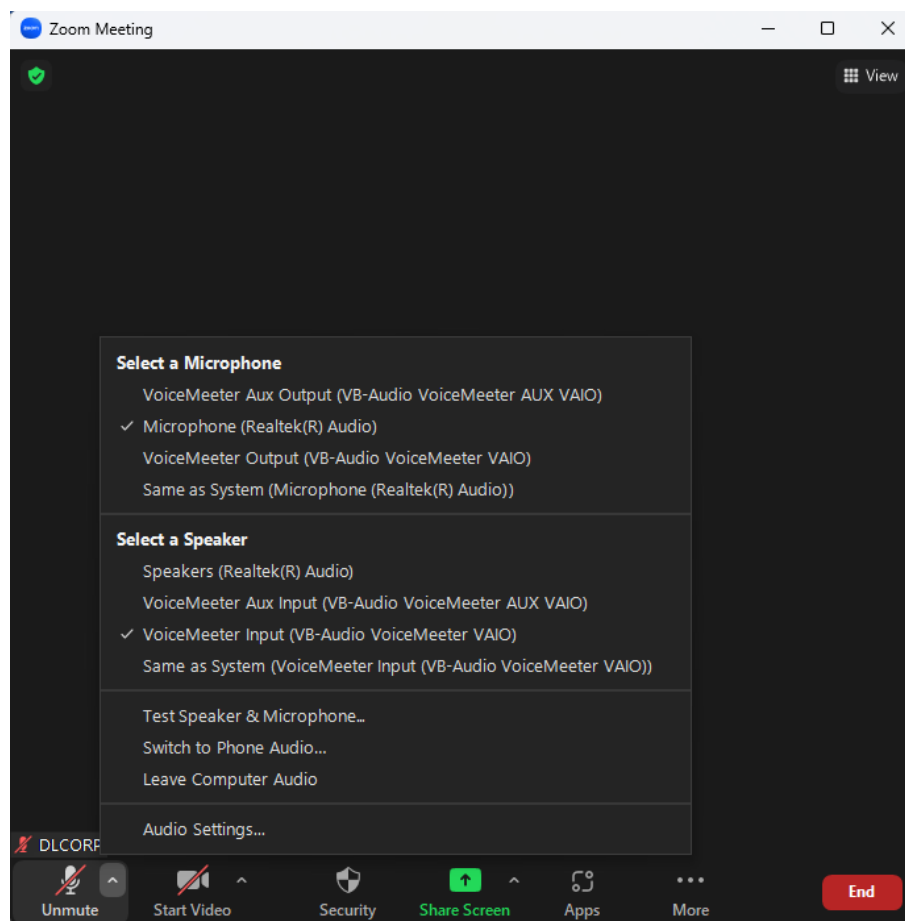 Zoom Meeting
View
Select a Microphone
VoiceMeeter Aux Output (VB-Audio VoiceMeeter AUX VAIO)
Microphone (Realtek(R) Audio)
VoiceMeeter Output (VB-Audio VoiceMeeter VAIO)
Same as System (Microphone (Realtek(R) Audio))
Select a Speaker
Speakers (Realtek(R) Audio)
VoiceMeeter Aux Input (VB-Audio VoiceMeeter AUX VAIO)
VoiceMeeter Input (VB-Audio VoiceMeeter VAIO)
Same as System (VoiceMeeter Input (VB-Audio VoiceMeeter VAIO))
Test Speaker & Microphone...
Switch to Phone Audio...
Leave Computer Audio
Audio Settings...
DLCORP
Unmute
Start Video
Security
Share Screen
Apps
More
End